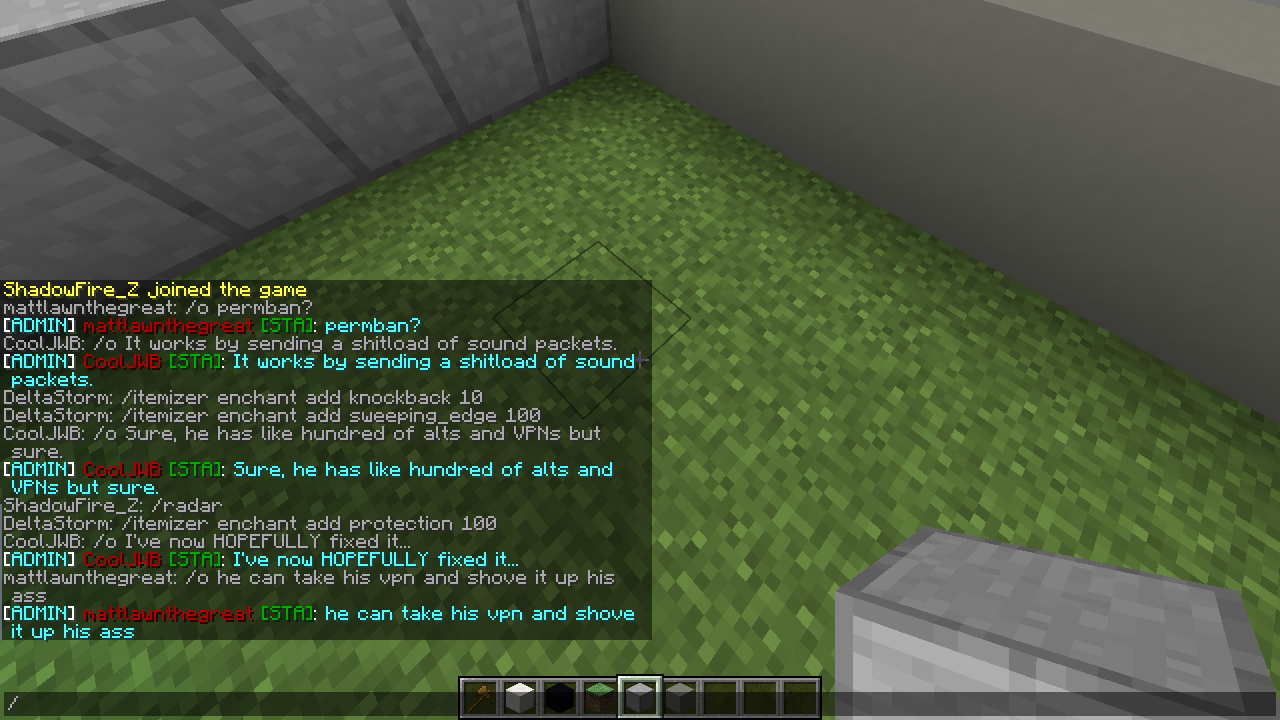 ShadowFire_Z joined the game
mattlawnthegreat: /o permban?
[ADMIN] mattlawnthegreat [STA]: permban?
CoolJWB: /o It works by sending a shitload of sound packets.
[ADMIN] CoolJWB [STA]: It works by sending a shitload of sound
packets.
DeltaStorm: /itemizer enchant add knockback 10
DeltaStorm: /itemizer enchant add sweeping_edge 100
CoolJWB: /o Sure, he has like hundred of alts and VPNs but
sure.
[ADMIN] CoolJWB [STA]: Sure, he has like hundred of alts and
VPNs but sure.
ShadowFire_Z: /radar
DeltaStorm: /itemizer enchant add protection 100
CoolJWB: /o I've now HOPEFULLY fixed it...
[ADMIN] CoolJWB [STA]: I've now HOPEFULLY fixed it...
mattlawnthegreat: /o he can take his vpn and shove it up his
ass
[ADMIN] mattlawnthegreat [STA]: he can take his vpn and shove
it up his ass
/